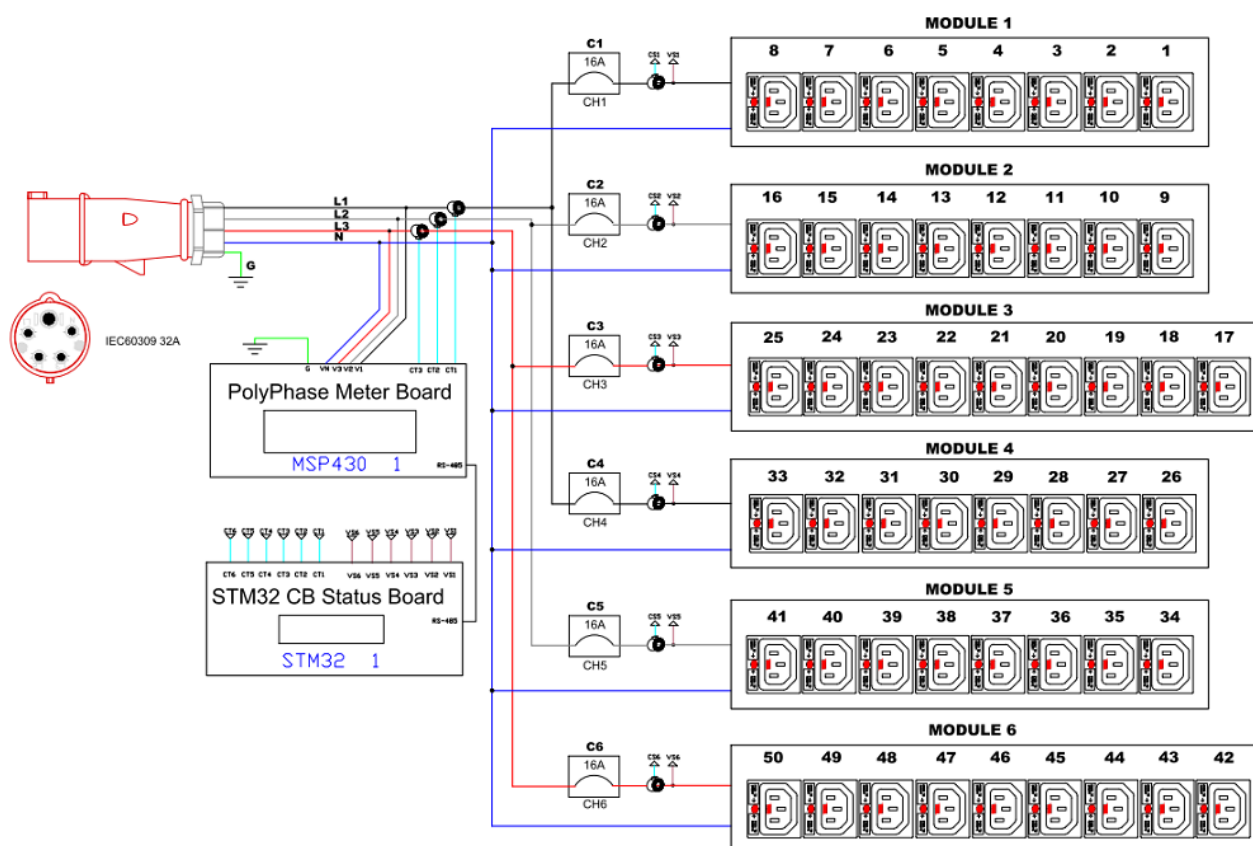 MODULE 1
C1
16A
CH1
CS1 VS1
8 7 6 5 4 3 2 1
MODULE 2
C2
16A
CH2
CS2 VS2
16 15 14 13 12 11 10 9
L1
L2
L3
N
G
IEC60309 32A
MODULE 3
C3
16A
CH3
CS3 VS3
25 24 23 22 21 20 19 18 17
G VN V3 V2 V1 CT3 CT2 CT1
PolyPhase Meter Board
MSP430 1
RS-485
MODULE 4
C4
16A
CH4
CS4 VS4
33 32 31 30 29 28 27 26
CT6 CT5 CT4 CT3 CT2 CT1 VS6 VS5 VS4 VS3 VS2 VS1
CT6 CT5 CT4 CT3 CT2 CT1 VS6 VS5 VS4 VS3 VS2 VS1
STM32 CB Status Board
RS-485
STM32 1
MODULE 5
C5
16A
CH5
CS5 VS5
41 40 39 38 37 36 35 34
MODULE 6
C6
16A
CH6
CS6 VS6
50 49 48 47 46 45 44 43 42